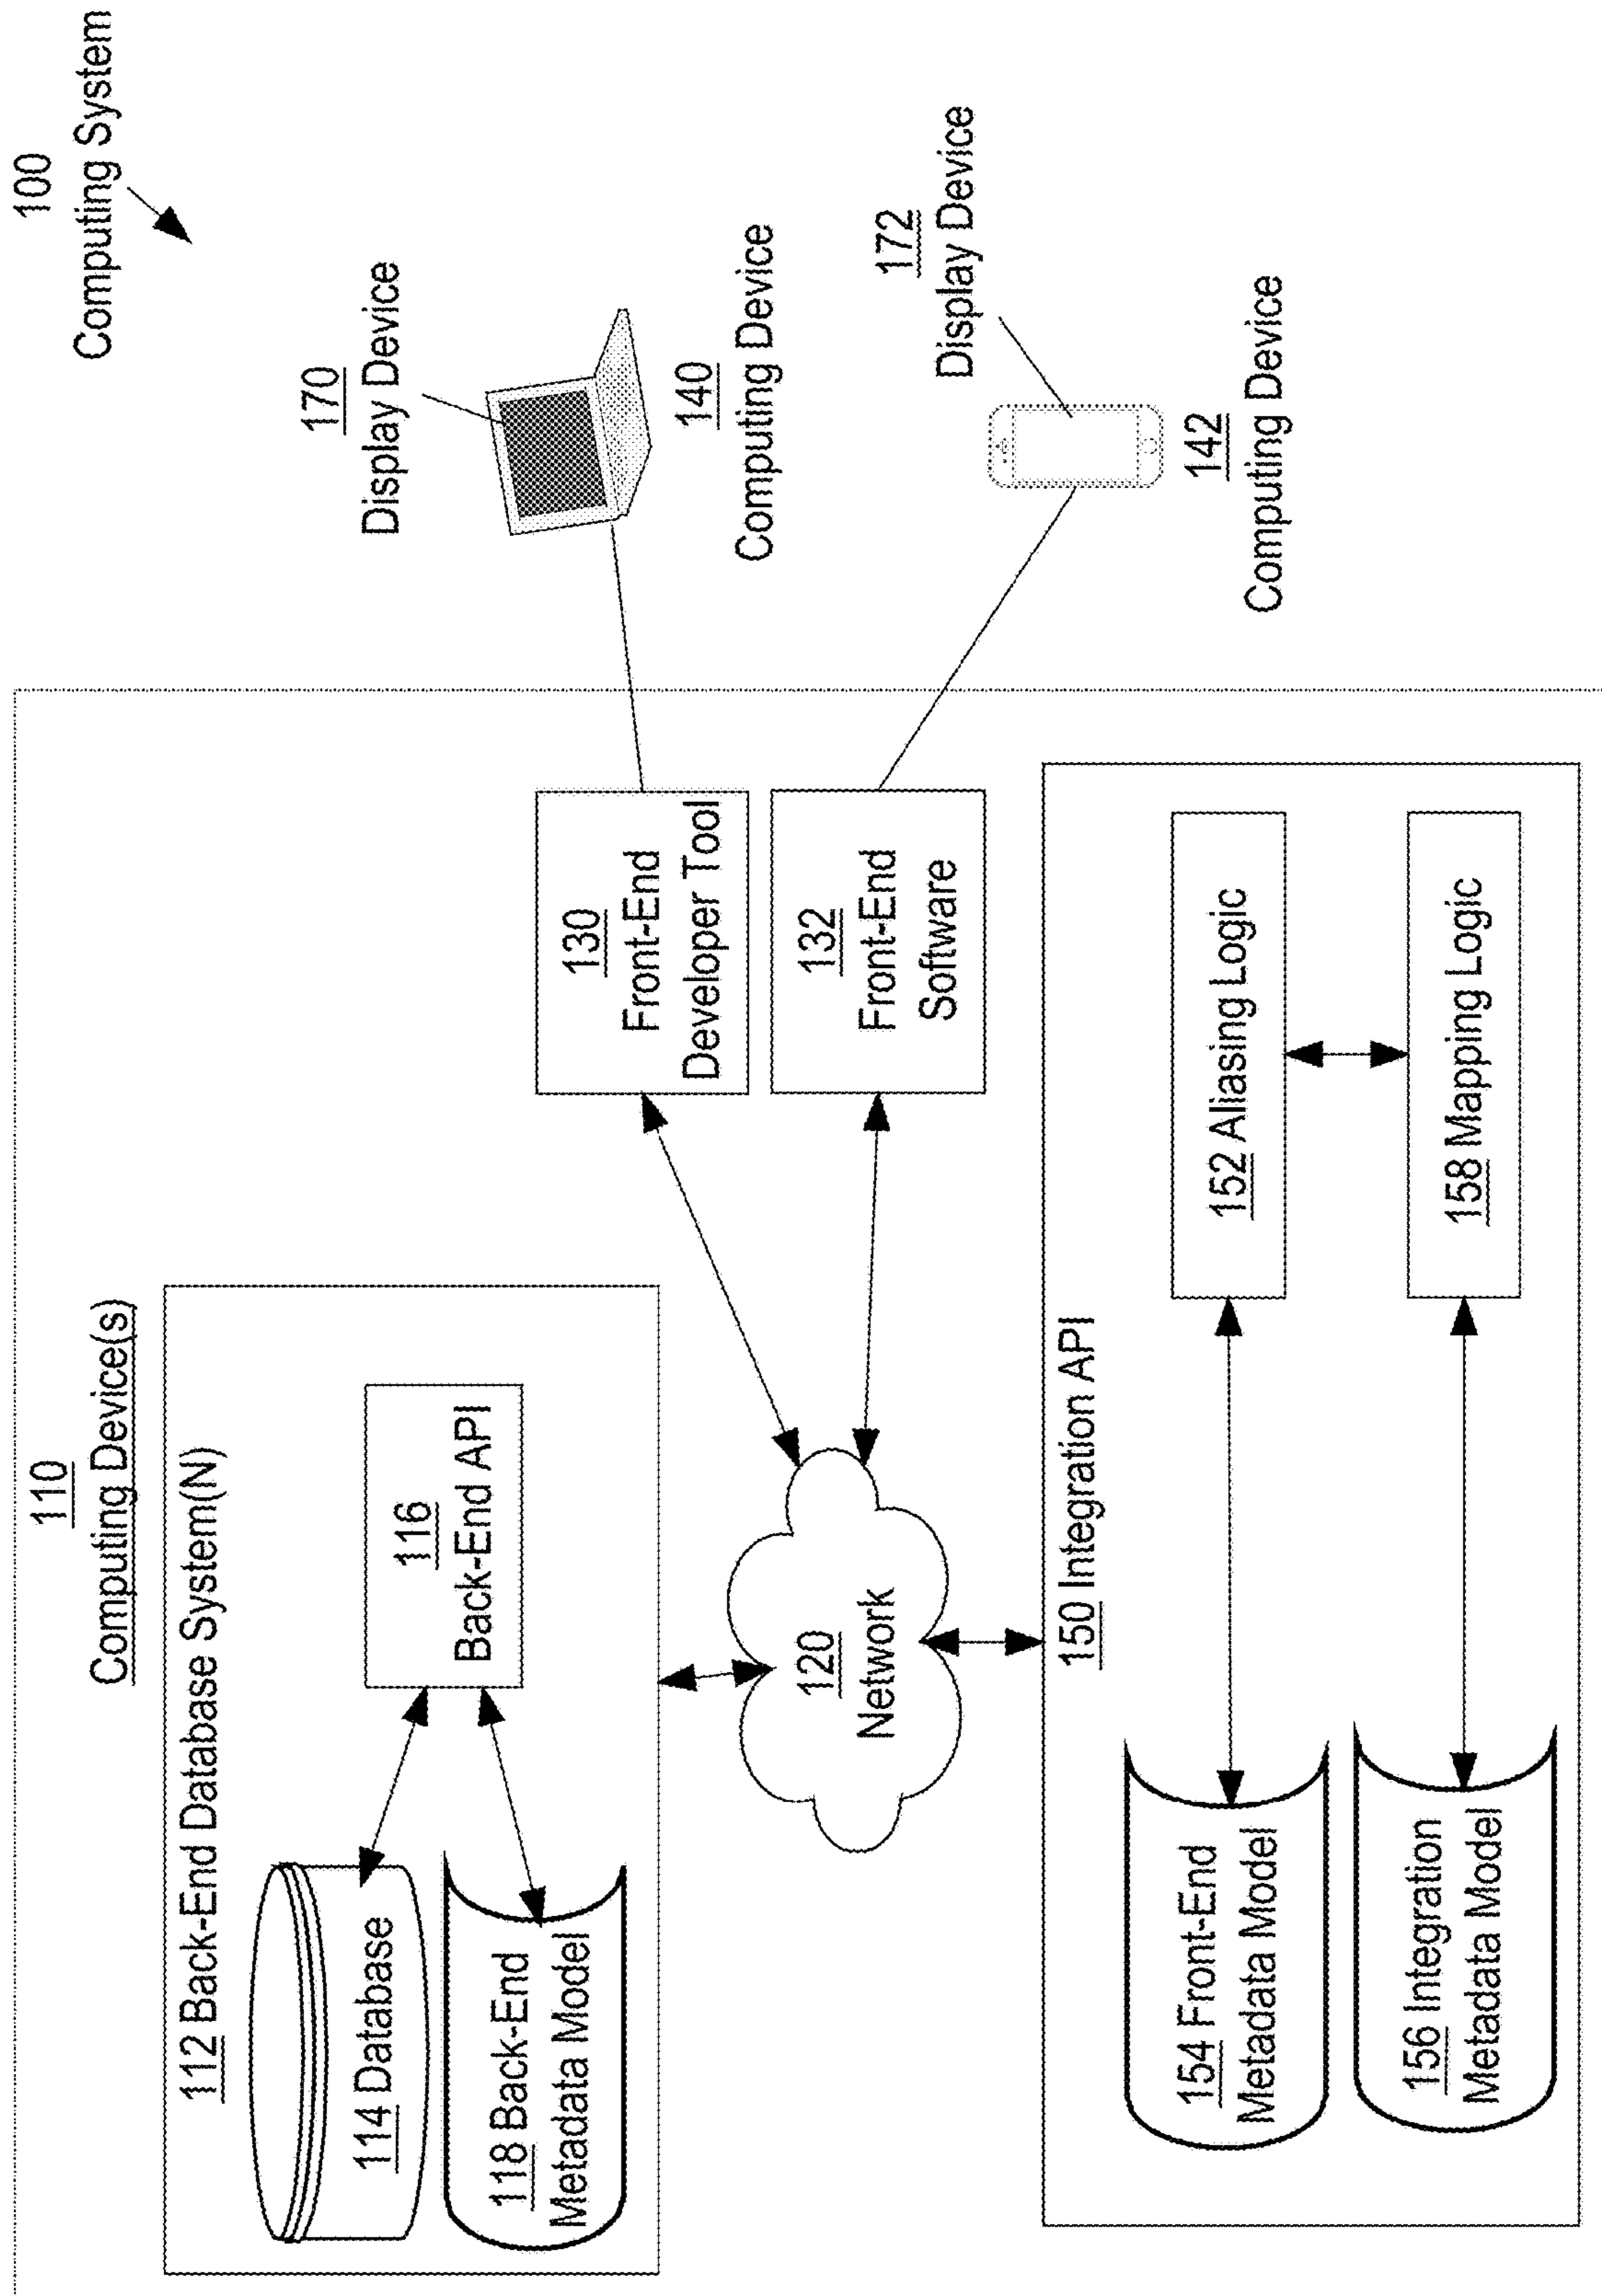 100
Computing System
110
Computing Device(s)
112 Back-End Database System(N)
114 Database
118 Back-End
Metadata Model
116
Back-End API
120
Network
130
Front-End
Developer Tool
132
Front-End
Software
170
Display Device
140
Computing Device
172
Display Device
142
Computing Device
150 Integration API
154 Front-End
Metadata Model
152 Aliasing Logic
156 Integration
Metadata Model
158 Mapping Logic